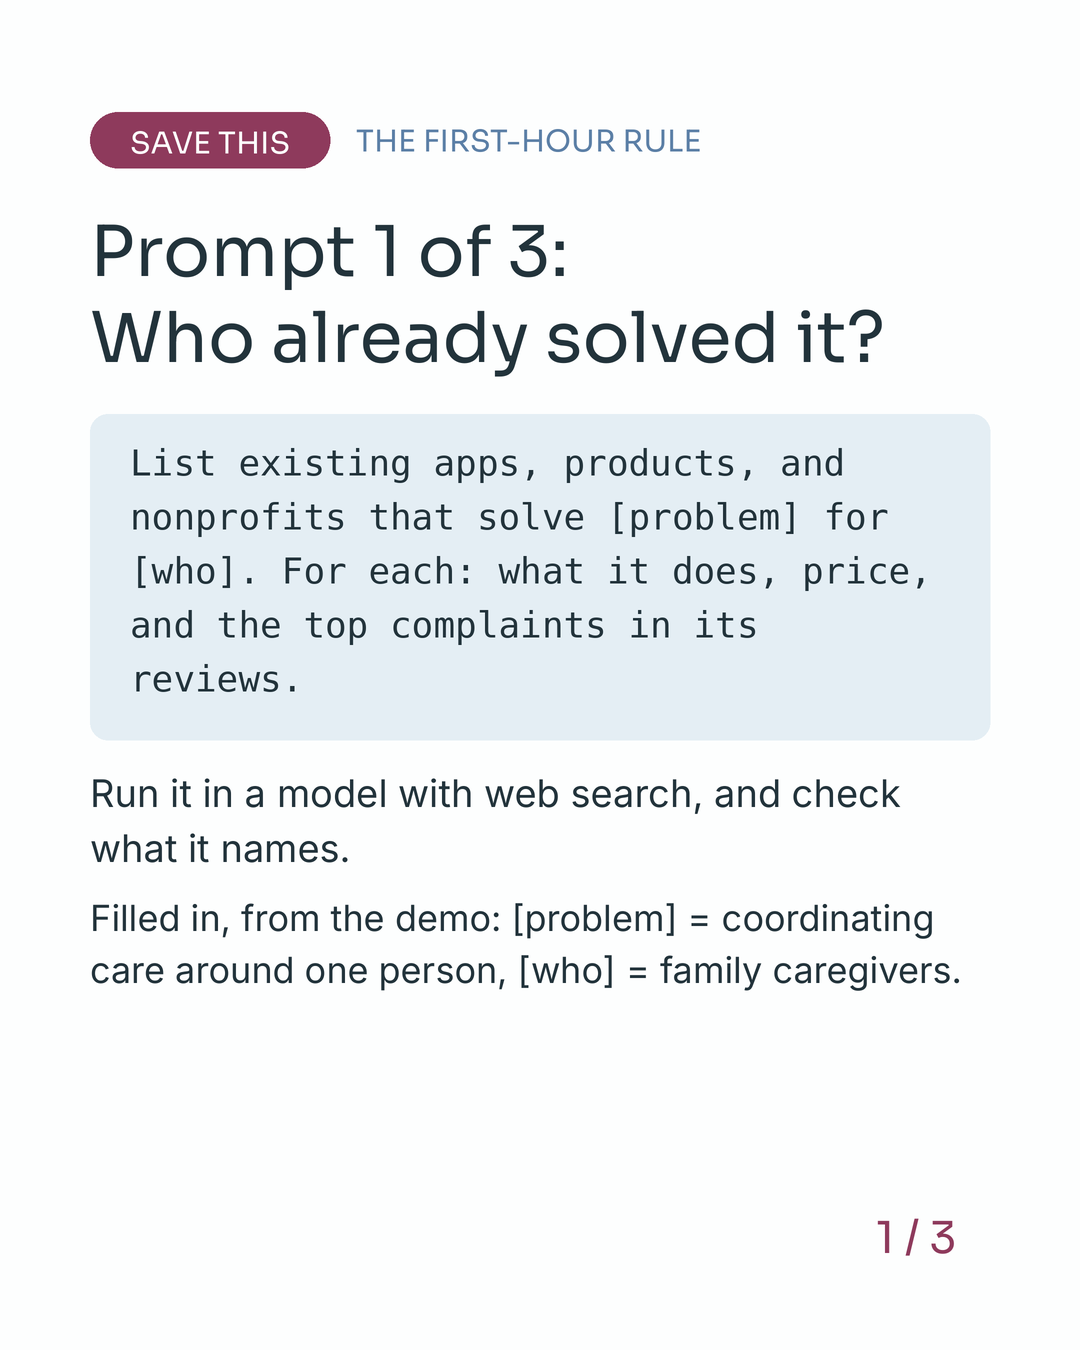 SAVE THIS
THE FIRST-HOUR RULE
Prompt 1 of 3:
Who already solved it?
List existing apps, products, and
nonprofits that solve [problem] for
[who]. For each: what it does, price,
and the top complaints in its
reviews.
Run it in a model with web search, and check
what it names.
Filled in, from the demo: [problem] = coordinating
care around one person, [who] = family caregivers.
1 / 3